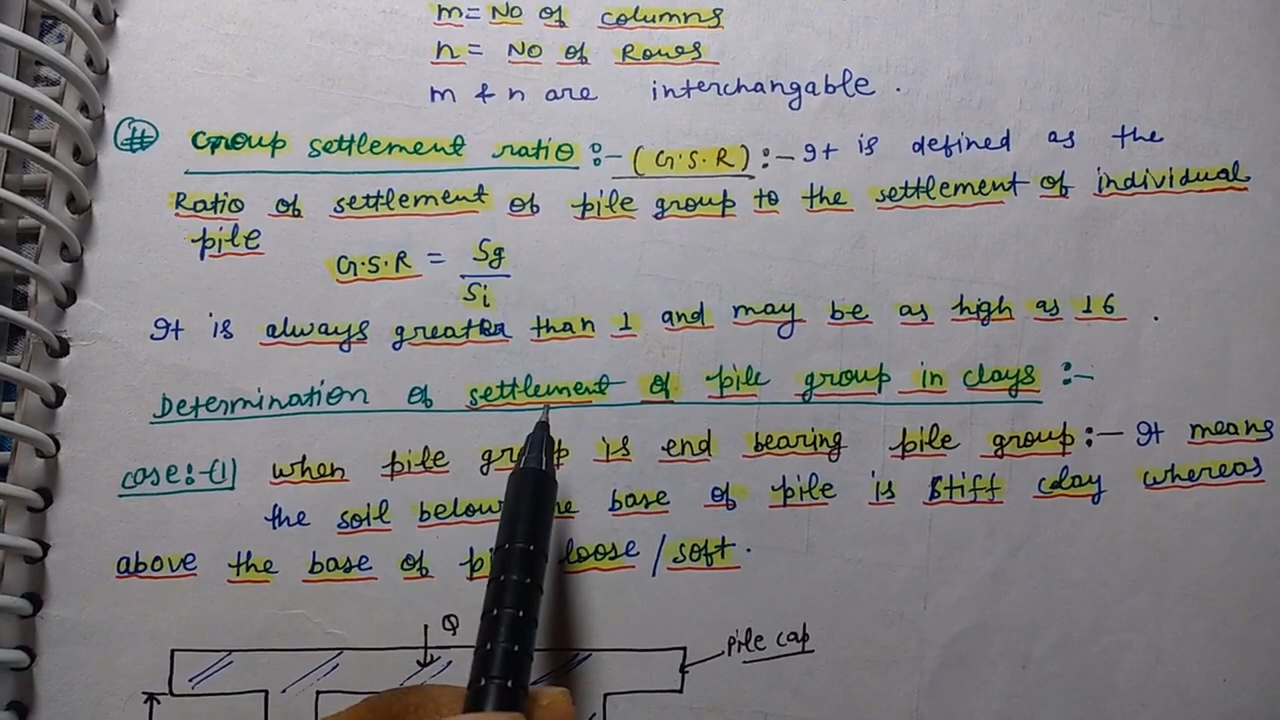 m= No of columns
n= No of Rows
m & n are interchangable.
# Group settlement ratio :- (G.S.R) :- It is defined as the
Ratio of settlement of pile group to the settlement of individual
pile
G.S.R = Sg
Si
It is always greater than 1 and may be as high as 16.
Determination of settlement of pile group in clays :-
case:-(1) when pile group is end bearing pile group :- It means
the soil below the base of pile is stiff clay whereas
above the base of loose/soft.
Q
pile cap